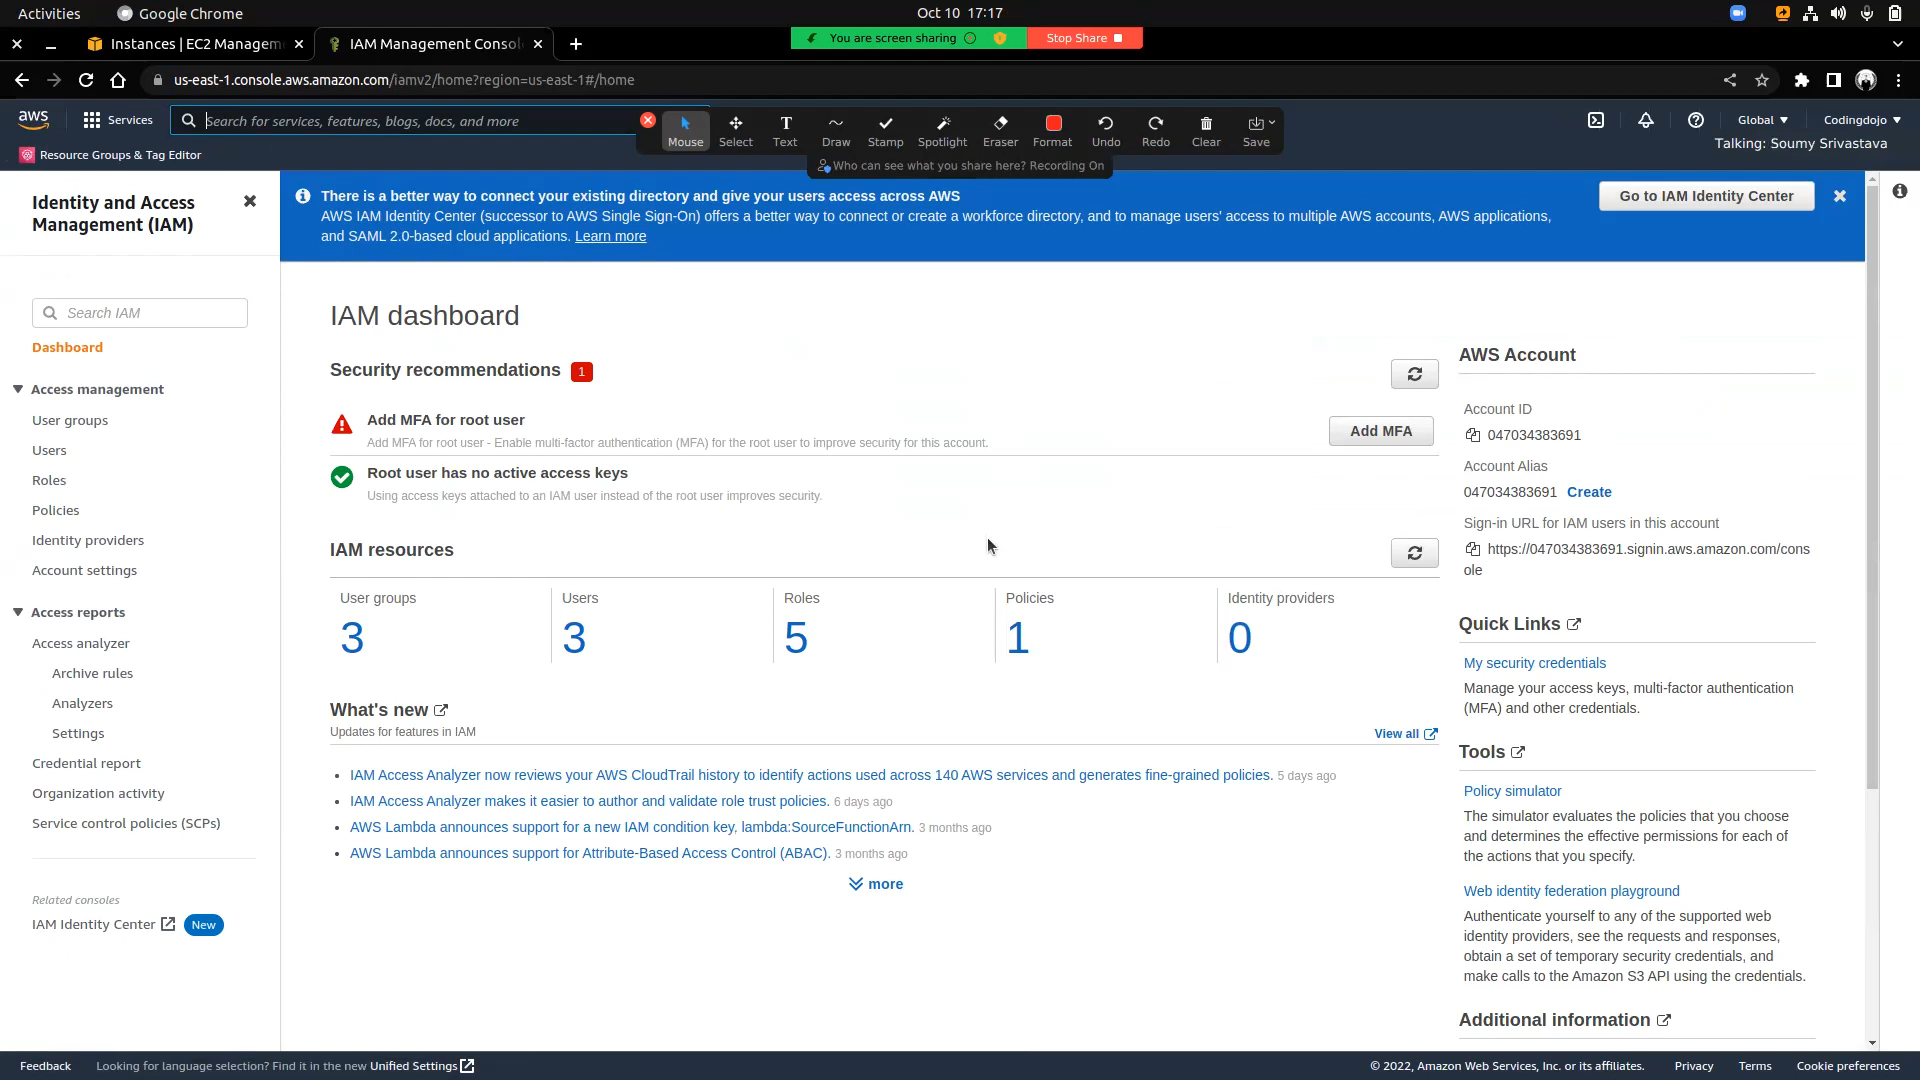 Activities
Google Chrome
Oct 10 17:17
Instances | EC2 Managem
IAM Management Consol
You are screen sharing
Stop Share
us-east-1.console.aws.amazon.com/iamv2/home?region=us-east-1#/home
aws
Services
Search for services, features, blogs, docs, and more
Mouse
Select
Text
Draw
Stamp
Spotlight
Eraser
Format
Undo
Redo
Clear
Save
Global
Codingdojo
Resource Groups & Tag Editor
Who can see what you share here? Recording On
Talking: Soumy Srivastava
Identity and Access
Management (IAM)
Search IAM
Dashboard
Access management
User groups
Users
Roles
Policies
Identity providers
Account settings
Access reports
Access analyzer
Archive rules
Analyzers
Settings
Credential report
Organization activity
Service control policies (SCPs)
Related consoles
IAM Identity Center
New
There is a better way to connect your existing directory and give your users access across AWS
AWS IAM Identity Center (successor to AWS Single Sign-On) offers a better way to connect or create a workforce directory, and to manage users' access to multiple AWS accounts, AWS applications,
and SAML 2.0-based cloud applications. Learn more
Go to IAM Identity Center
IAM dashboard
Security recommendations 1
Add MFA for root user
Add MFA for root user - Enable multi-factor authentication (MFA) for the root user to improve security for this account.
Add MFA
Root user has no active access keys
Using access keys attached to an IAM user instead of the root user improves security.
IAM resources
User groups
3
Users
3
Roles
5
Policies
1
Identity providers
0
What's new
Updates for features in IAM
View all
IAM Access Analyzer now reviews your AWS CloudTrail history to identify actions used across 140 AWS services and generates fine-grained policies. 5 days ago
IAM Access Analyzer makes it easier to author and validate role trust policies. 6 days ago
AWS Lambda announces support for a new IAM condition key, lambda:SourceFunctionArn. 3 months ago
AWS Lambda announces support for Attribute-Based Access Control (ABAC). 3 months ago
more
AWS Account
Account ID
047034383691
Account Alias
047034383691 Create
Sign-in URL for IAM users in this account
https://047034383691.signin.aws.amazon.com/cons
ole
Quick Links
My security credentials
Manage your access keys, multi-factor authentication
(MFA) and other credentials.
Tools
Policy simulator
The simulator evaluates the policies that you choose
and determines the effective permissions for each of
the actions that you specify.
Web identity federation playground
Authenticate yourself to any of the supported web
identity providers, see the requests and responses,
obtain a set of temporary security credentials, and
make calls to the Amazon S3 API using the credentials.
Additional information
Feedback
Looking for language selection? Find it in the new Unified Settings
© 2022, Amazon Web Services, Inc. or its affiliates.
Privacy
Terms
Cookie preferences